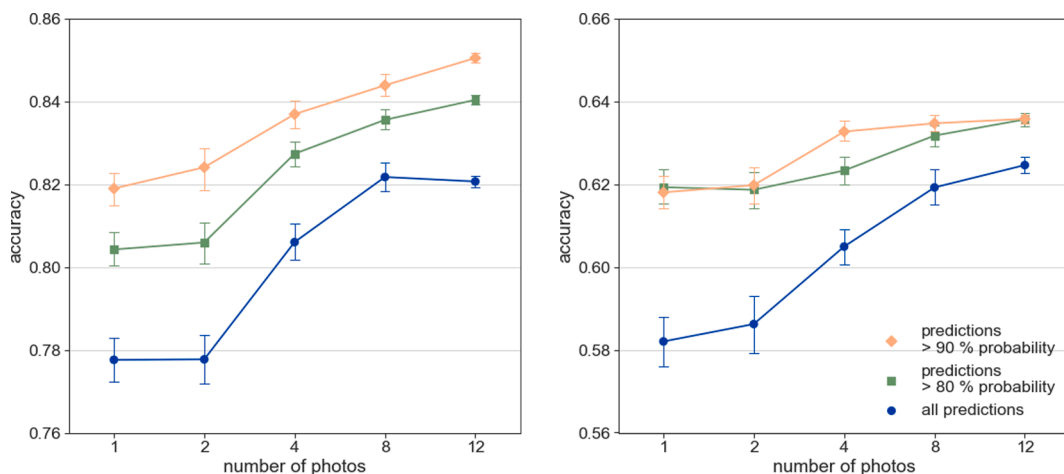 0.86
0.84
0.82
0.80
0.78
0.76
accuracy
1 2 4 8 12
number of photos
0.66
0.64
0.62
0.60
0.58
0.56
accuracy
predictions
> 90 % probability
predictions
> 80 % probability
all predictions
1 2 4 8 12
number of photos